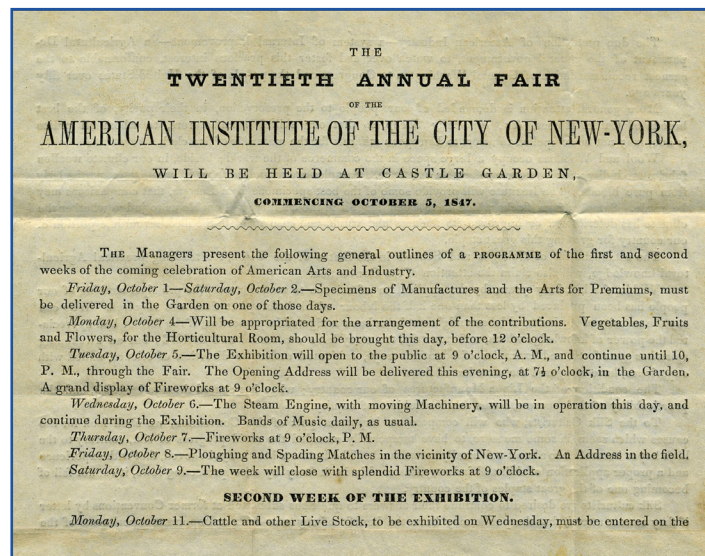 THE
TWENTIETH ANNUAL FAIR
OF THE
AMERICAN INSTITUTE OF THE CITY OF NEW-YORK,
WILL BE HELD AT CASTLE GARDEN,
COMMENCING OCTOBER 5, 1847.
THE Managers present the following general outlines of a PROGRAMME of the first and second
weeks of the coming celebration of American Arts and Industry.
Friday, October 1—Saturday, October 2.—Specimens of Manufactures and the Arts for Premiums, must
be delivered in the Garden on one of those days.
Monday, October 4—Will be appropriated for the arrangement of the contributions. Vegetables, Fruits
and Flowers, for the Horticultural Room, should be brought this day, before 12 o'clock.
Tuesday, October 5.—The Exhibition will open to the public at 9 o'clock, A. M., and continue until 10,
P. M., through the Fair. The Opening Address will be delivered this evening, at 7½ o'clock, in the Garden.
A grand display of Fireworks at 9 o'clock.
Wednesday, October 6.—The Steam Engine, with moving Machinery, will be in operation this day, and
continue during the Exhibition. Bands of Music daily, as usual.
Thursday, October 7.—Fireworks at 9 o'clock, P. M.
Friday, October 8.—Ploughing and Spading Matches in the vicinity of New-York. An Address in the field.
Saturday, October 9.—The week will close with splendid Fireworks at 9 o'clock.
SECOND WEEK OF THE EXHIBITION.
Monday, October 11.—Cattle and other Live Stock, to be exhibited on Wednesday, must be entered on the